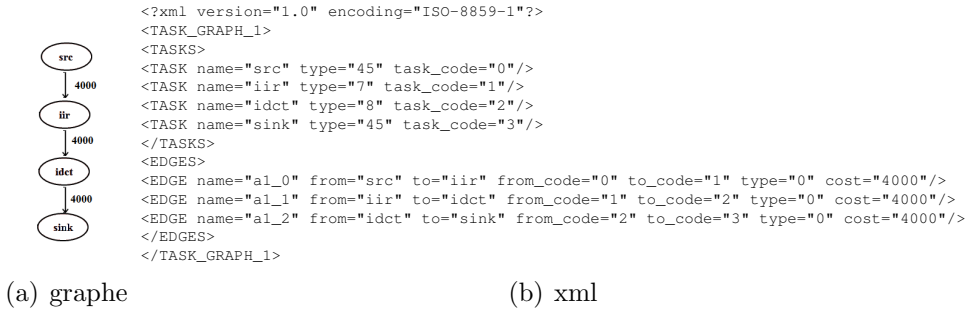 src
4000
iir
4000
idct
4000
sink
<?xml version="1.0" encoding="ISO-8859-1"?>
<TASK_GRAPH_1>
<TASKS>
<TASK name="src" type="45" task_code="0"/>
<TASK name="iir" type="7" task_code="1"/>
<TASK name="idct" type="8" task_code="2"/>
<TASK name="sink" type="45" task_code="3"/>
</TASKS>
<EDGES>
<EDGE name="a1_0" from="src" to="iir" from_code="0" to_code="1" type="0" cost="4000"/>
<EDGE name="a1_1" from="iir" to="idct" from_code="1" to_code="2" type="0" cost="4000"/>
<EDGE name="a1_2" from="idct" to="sink" from_code="2" to_code="3" type="0" cost="4000"/>
</EDGES>
</TASK_GRAPH_1>
(a) graphe
(b) xml